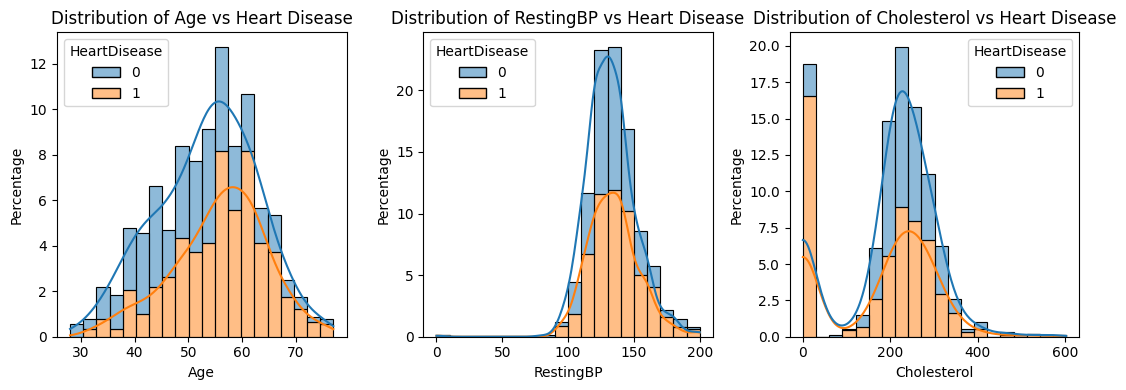 Distribution of Age vs Heart Disease
HeartDisease
0
1
12
10
8
6
4
2
0
Percentage
30 40 50 60 70
Age
Distribution of RestingBP vs Heart Disease
HeartDisease
0
1
20
15
10
5
0
Percentage
0 50 100 150 200
RestingBP
Distribution of Cholesterol vs Heart Disease
HeartDisease
0
1
20.0
17.5
15.0
12.5
10.0
7.5
5.0
2.5
0.0
Percentage
0 200 400 600
Cholesterol